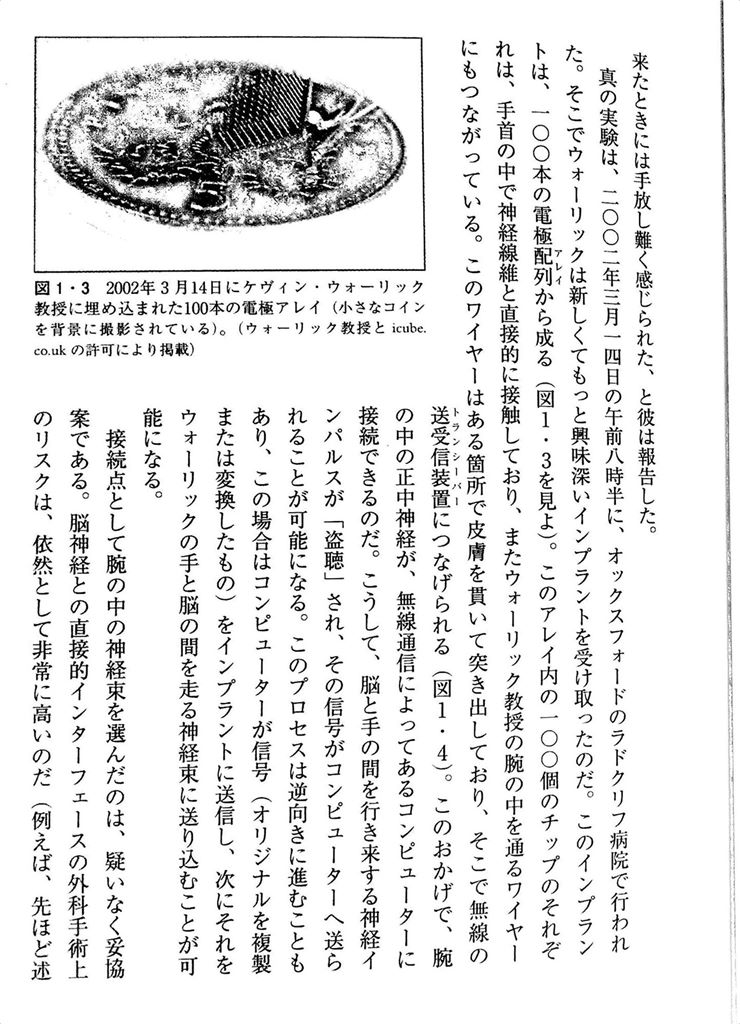 来たときには手放し難く感じられた、と彼は報告した。
真の実験は、二〇〇二年三月一四日の午前八時半に、オックスフォードのラドクリフ病院で行われ
た。そこでウォーリックは新しくてもっと興味深いインプラントを受け取ったのだ。このインプラン
トは、一〇〇本の電極配列アレイから成る（図1・3を見よ）。このアレイ内の一〇〇個のチップのそれぞ
れは、手首の中で神経線維と直接的に接触しており、またウォーリック教授の腕の中を通るワイヤー
にもつながっている。このワイヤーはある箇所で皮膚を貫いて突き出しており、そこで無線の
送受信装置トランシーバーにつなげられる（図1・4）。このおかげで、腕
の中の正中神経が、無線通信によってあるコンピューターに
接続できるのだ。こうして、脳と手の間を行き来する神経イ
ンパルスが「盗聴」され、その信号がコンピューターへ送ら
れることが可能になる。このプロセスは逆向きに進むことも
あり、この場合はコンピューターが信号（オリジナルを複製
または変換したもの）をインプラントに送信し、次にそれを
ウォーリックの手と脳の間を走る神経束に送り込むことが可
能になる。
接続点として腕の中の神経束を選んだのは、疑いなく妥協
案である。脳神経との直接的インターフェースの外科手術上
のリスクは、依然として非常に高いのだ（例えば、先ほど述
図1・3 2002年3月14日にケヴィン・ウォーリック
教授に埋め込まれた100本の電極アレイ（小さなコイン
を背景に撮影されている）。（ウォーリック教授と icube.
co.uk の許可により掲載）